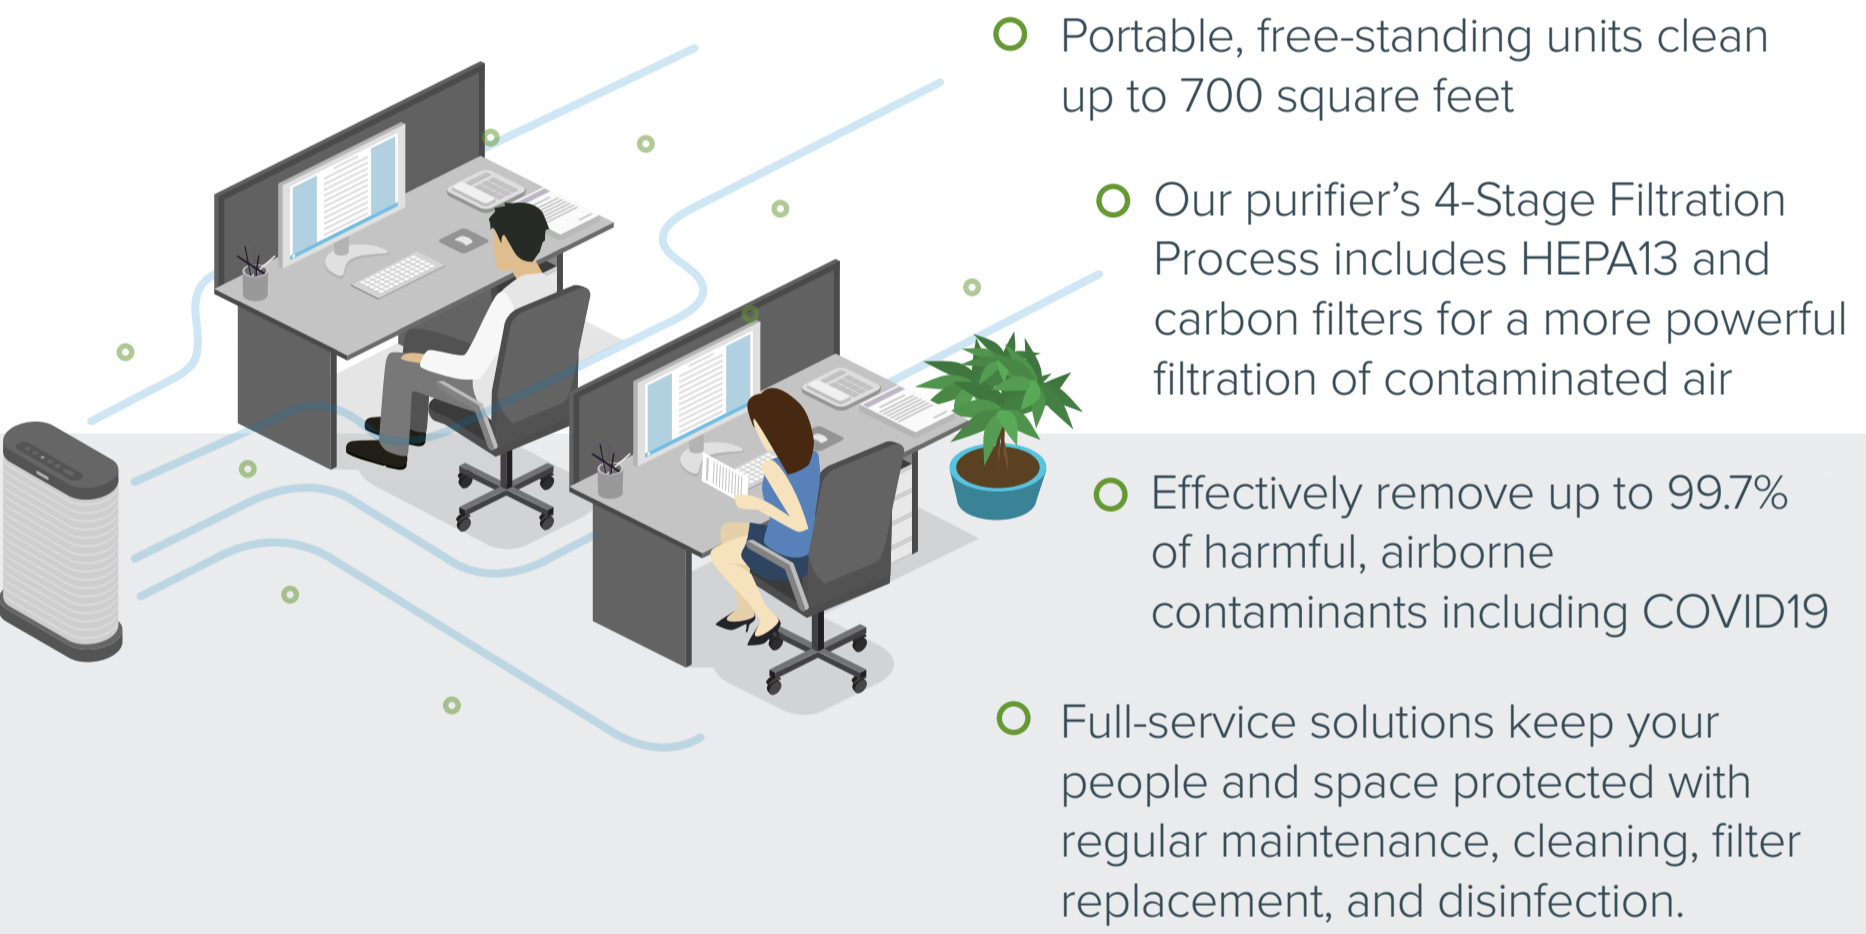 Portable, free-standing units clean
up to 700 square feet
Our purifier’s 4-Stage Filtration
Process includes HEPA13 and
carbon filters for a more powerful
filtration of contaminated air
Effectively remove up to 99.7%
of harmful, airborne
contaminants including COVID19
Full-service solutions keep your
people and space protected with
regular maintenance, cleaning, filter
replacement, and disinfection.